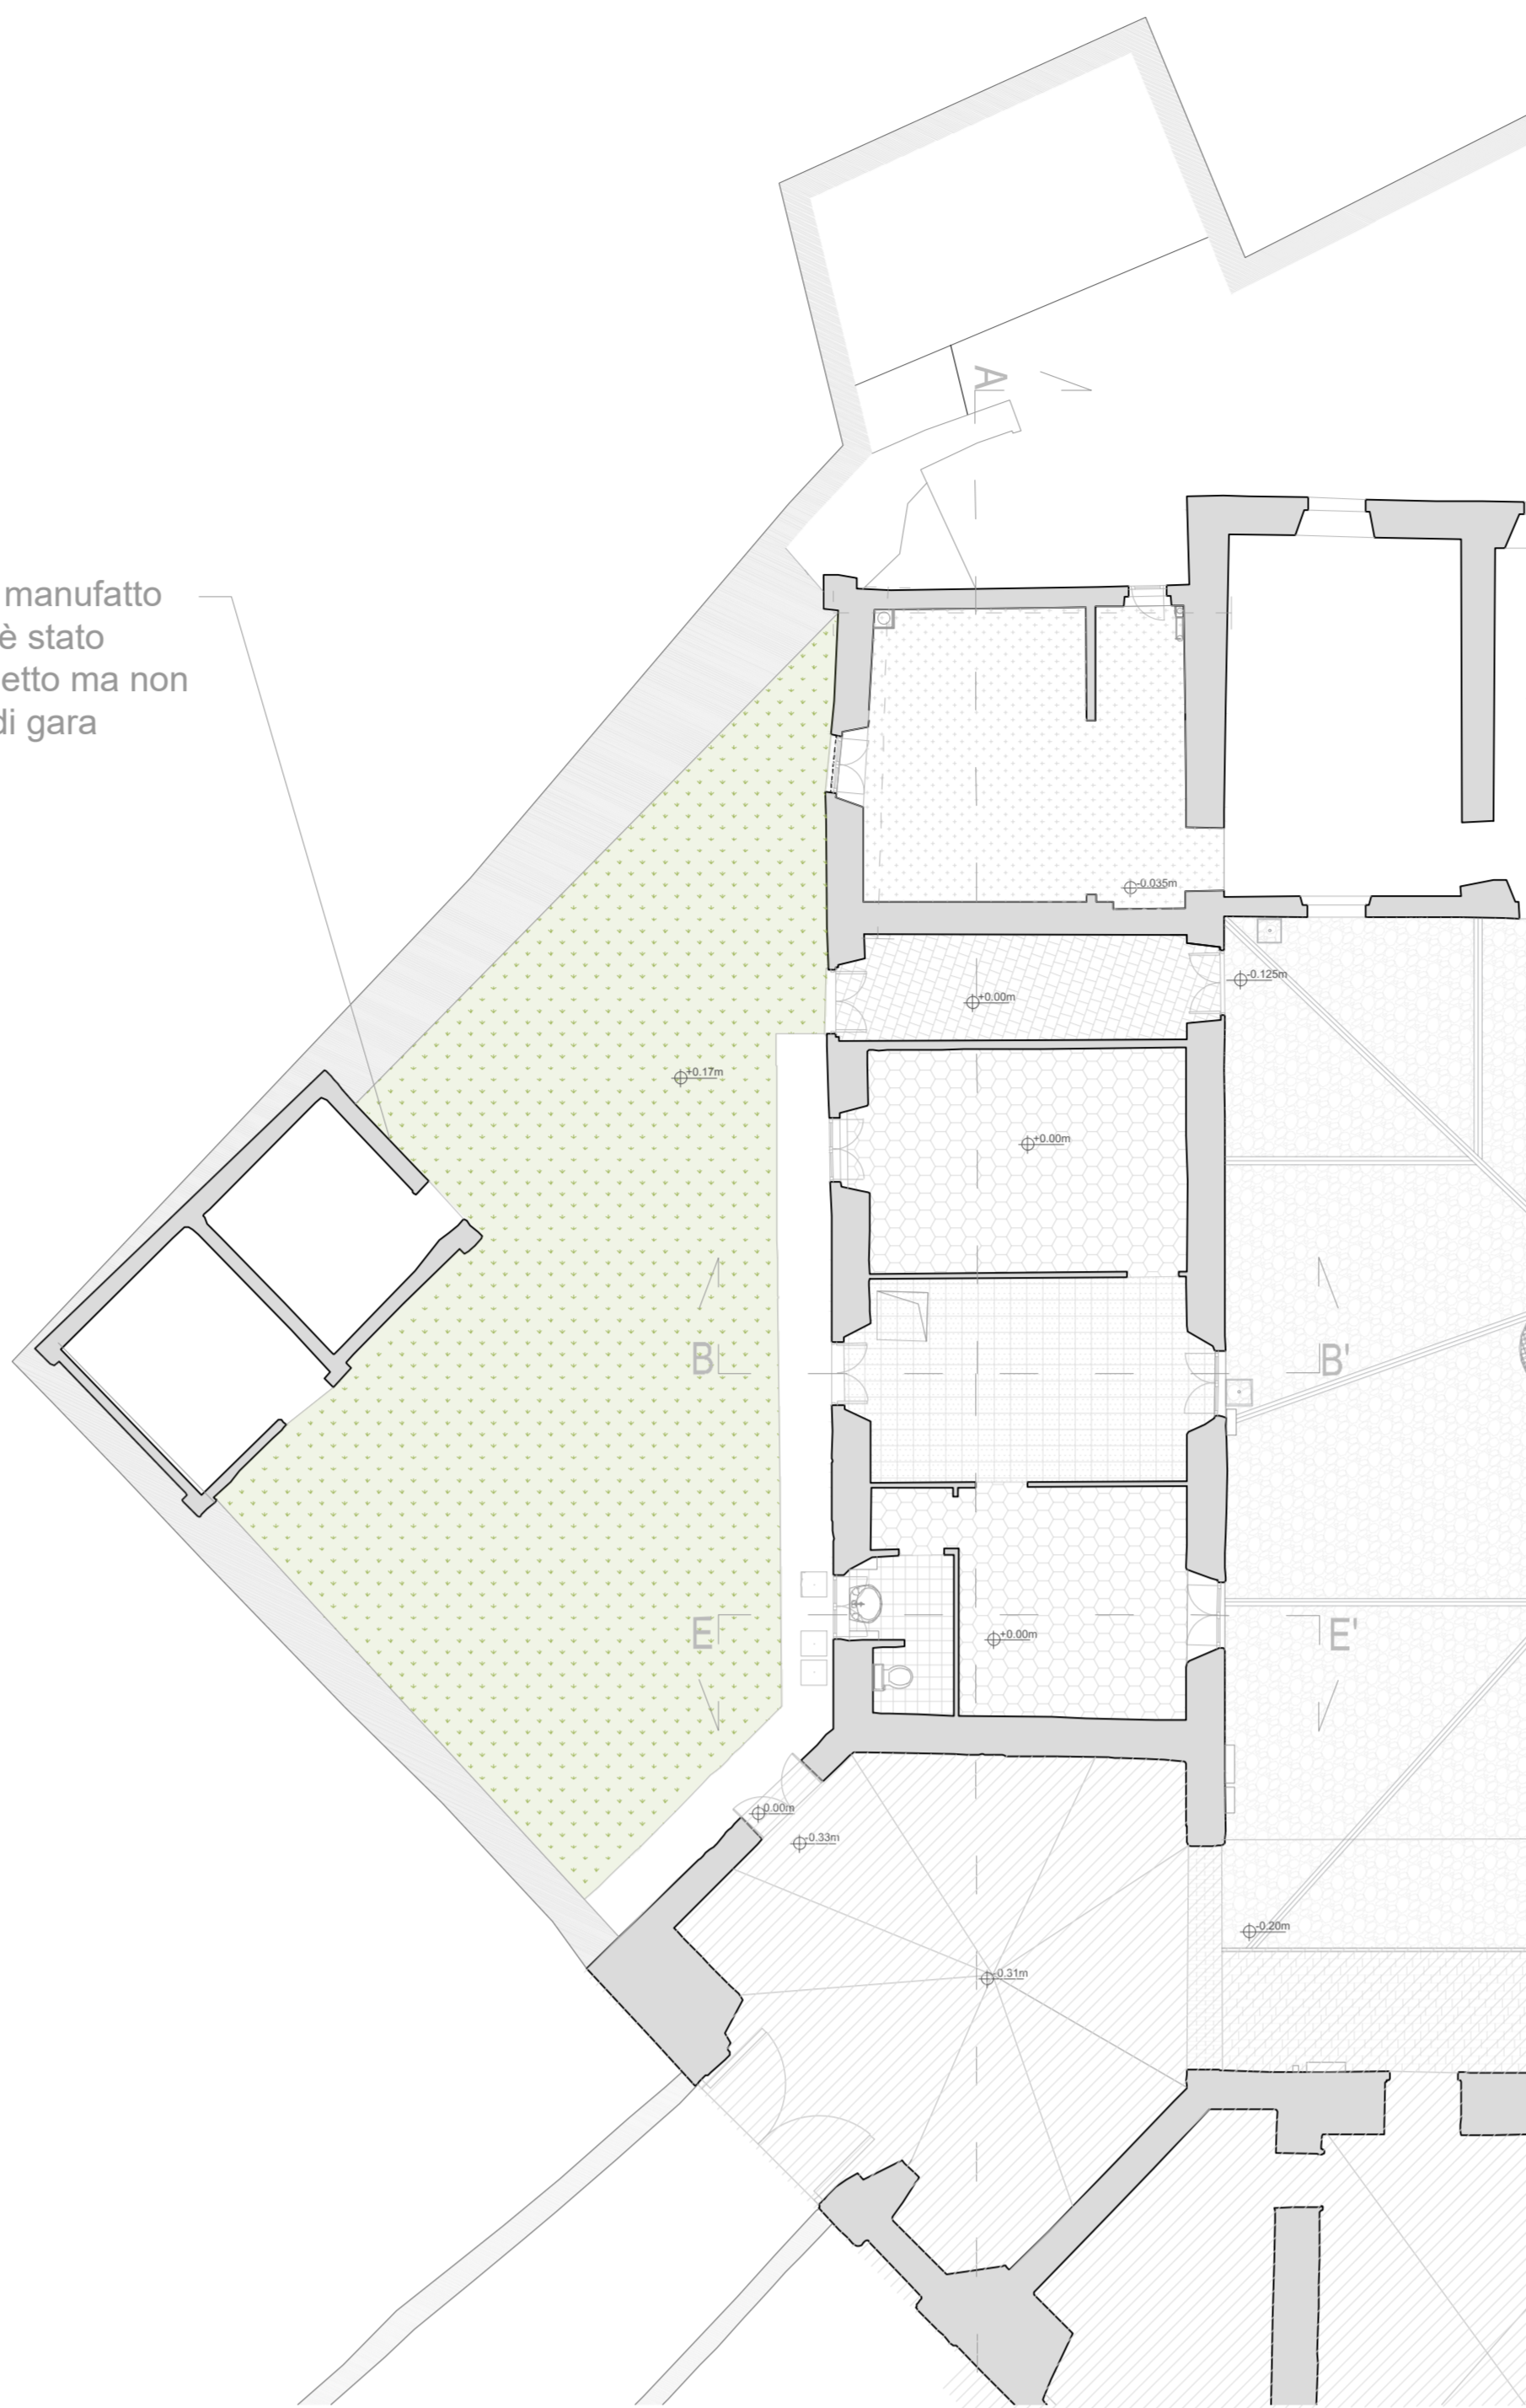 A
manufatto
è stato
etto ma non
di gara
-0.035m
-0.125m
+0.00m
+0.17m
+0.00m
B
B'
E
E'
+0.00m
0.00m
-0.33m
-0.20m
-0.31m